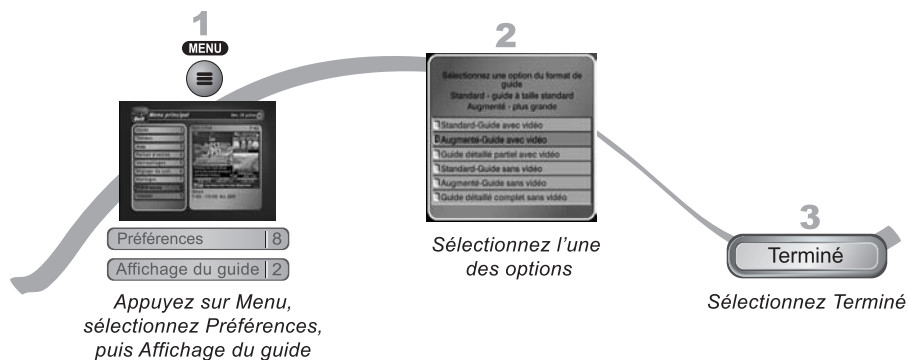 1
MENU
Menu principal
Préférences 8
Affichage du guide 2
Appuyez sur Menu,
sélectionnez Préférences,
puis Affichage du guide
2
Sélectionnez une option du format de
guide
Standard - guide à taille standard
Augmenté - plus grande
Standard-Guide avec vidéo
Augmenté-Guide avec vidéo
Guide détaillé partiel avec vidéo
Standard-Guide sans vidéo
Augmenté-Guide sans vidéo
Guide détaillé complet sans vidéo
Sélectionnez l'une
des options
3
Terminé
Sélectionnez Terminé